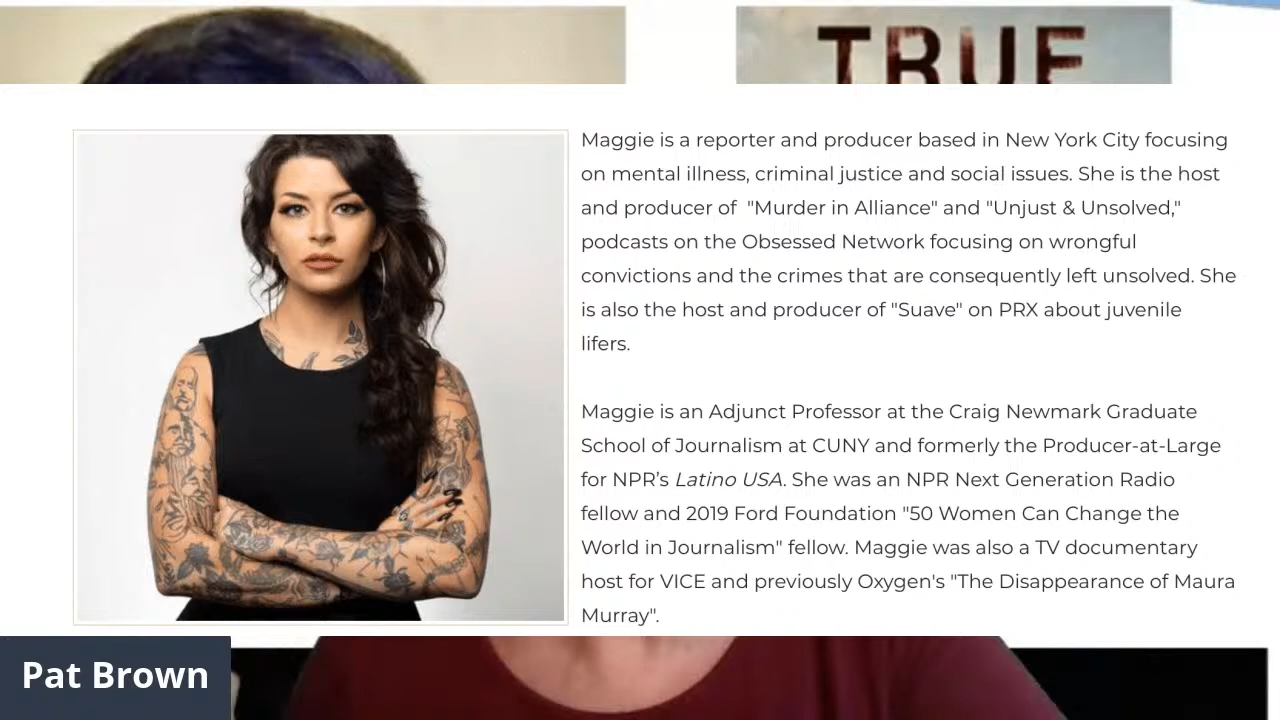 TRUE
Maggie is a reporter and producer based in New York City focusing
on mental illness, criminal justice and social issues. She is the host
and producer of  "Murder in Alliance" and "Unjust & Unsolved,"
podcasts on the Obsessed Network focusing on wrongful
convictions and the crimes that are consequently left unsolved. She
is also the host and producer of "Suave" on PRX about juvenile
lifers.
Maggie is an Adjunct Professor at the Craig Newmark Graduate
School of Journalism at CUNY and formerly the Producer-at-Large
for NPR’s Latino USA. She was an NPR Next Generation Radio
fellow and 2019 Ford Foundation "50 Women Can Change the
World in Journalism" fellow. Maggie was also a TV documentary
host for VICE and previously Oxygen's "The Disappearance of Maura
Murray".
Pat Brown